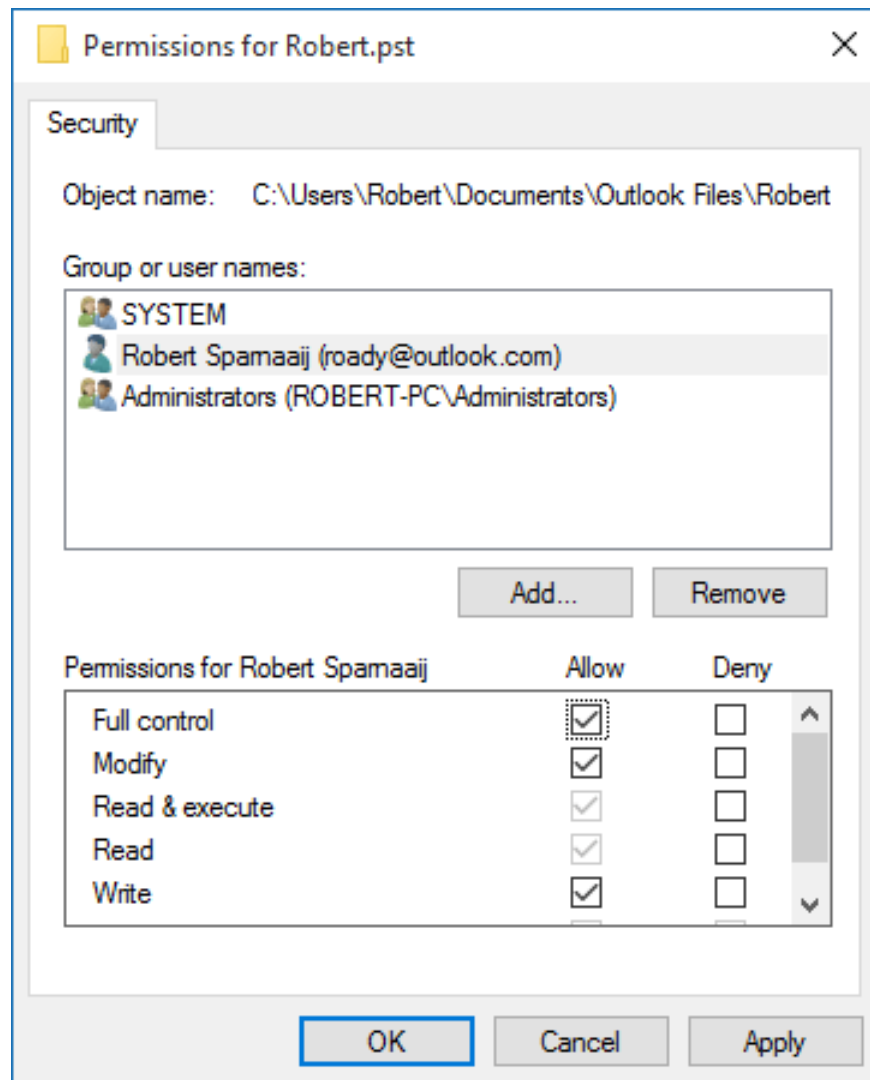 Permissions for Robert.pst
Security
Object name: C:\Users\Robert\Documents\Outlook Files\Robert
Group or user names:
SYSTEM
Robert Sparnaaij (roady@outlook.com)
Administrators (ROBERT-PC\Administrators)
Add... Remove
Permissions for Robert Sparnaaij Allow Deny
Full control
Modify
Read & execute
Read
Write
OK Cancel Apply